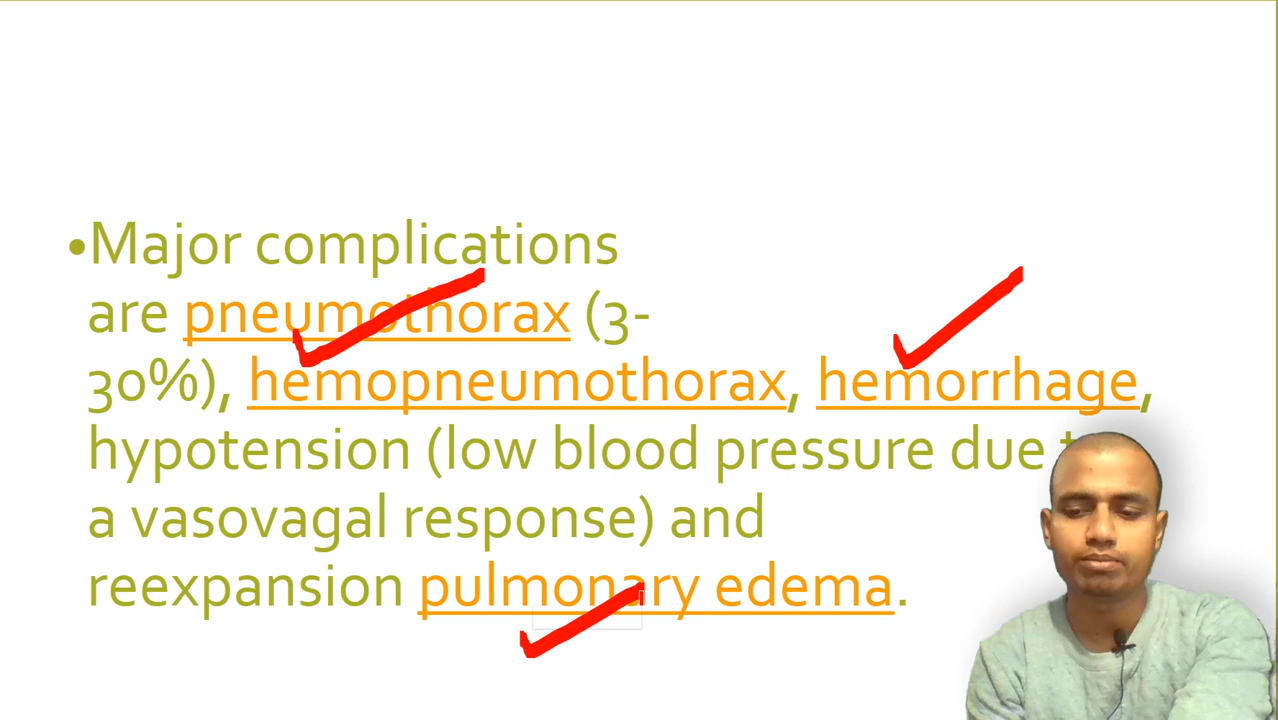 •Major complications
are pneumothorax (3-
30%), hemopneumothorax, hemorrhage,
hypotension (low blood pressure due
a vasovagal response) and
reexpansion pulmonary edema.